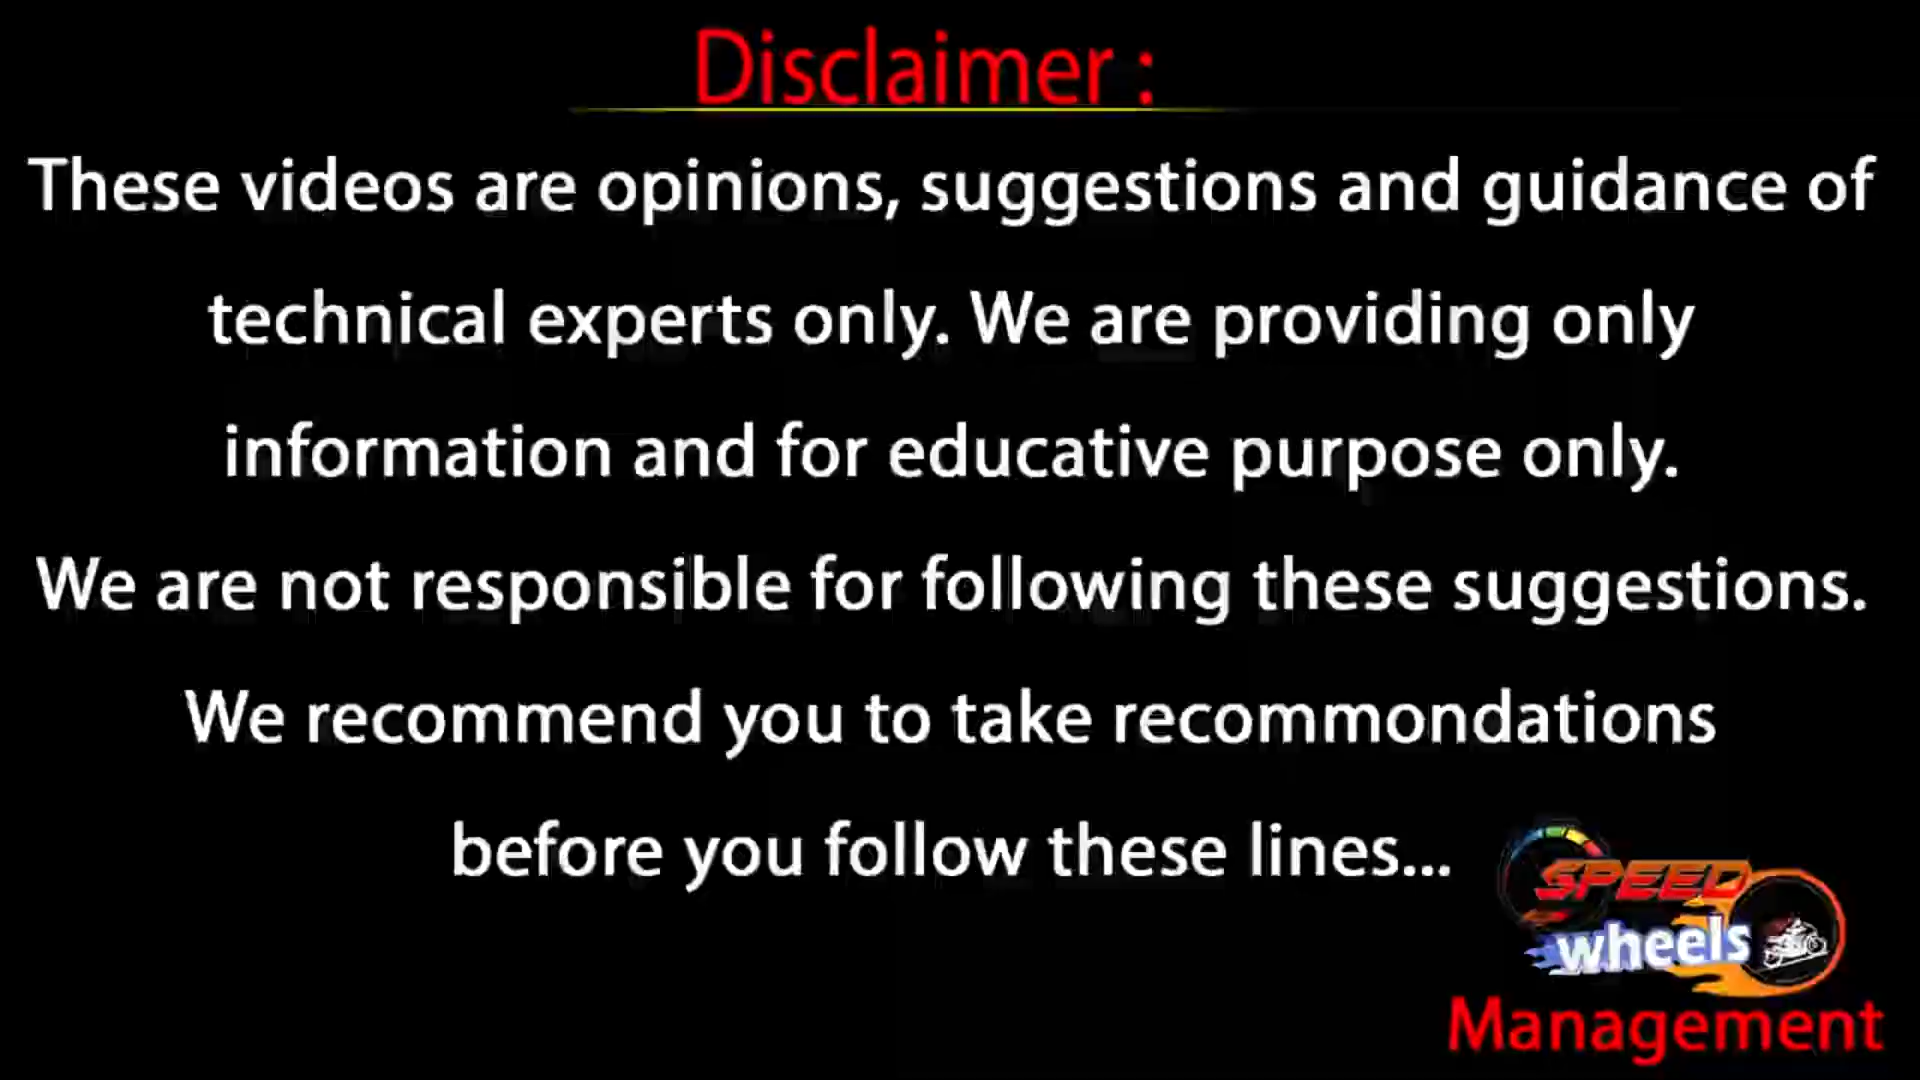 Disclaimer :
These videos are opinions, suggestions and guidance of
technical experts only. We are providing only
information and for educative purpose only.
We are not responsible for following these suggestions.
We recommend you to take recommondations
before you follow these lines...
SPEED
wheels
Management